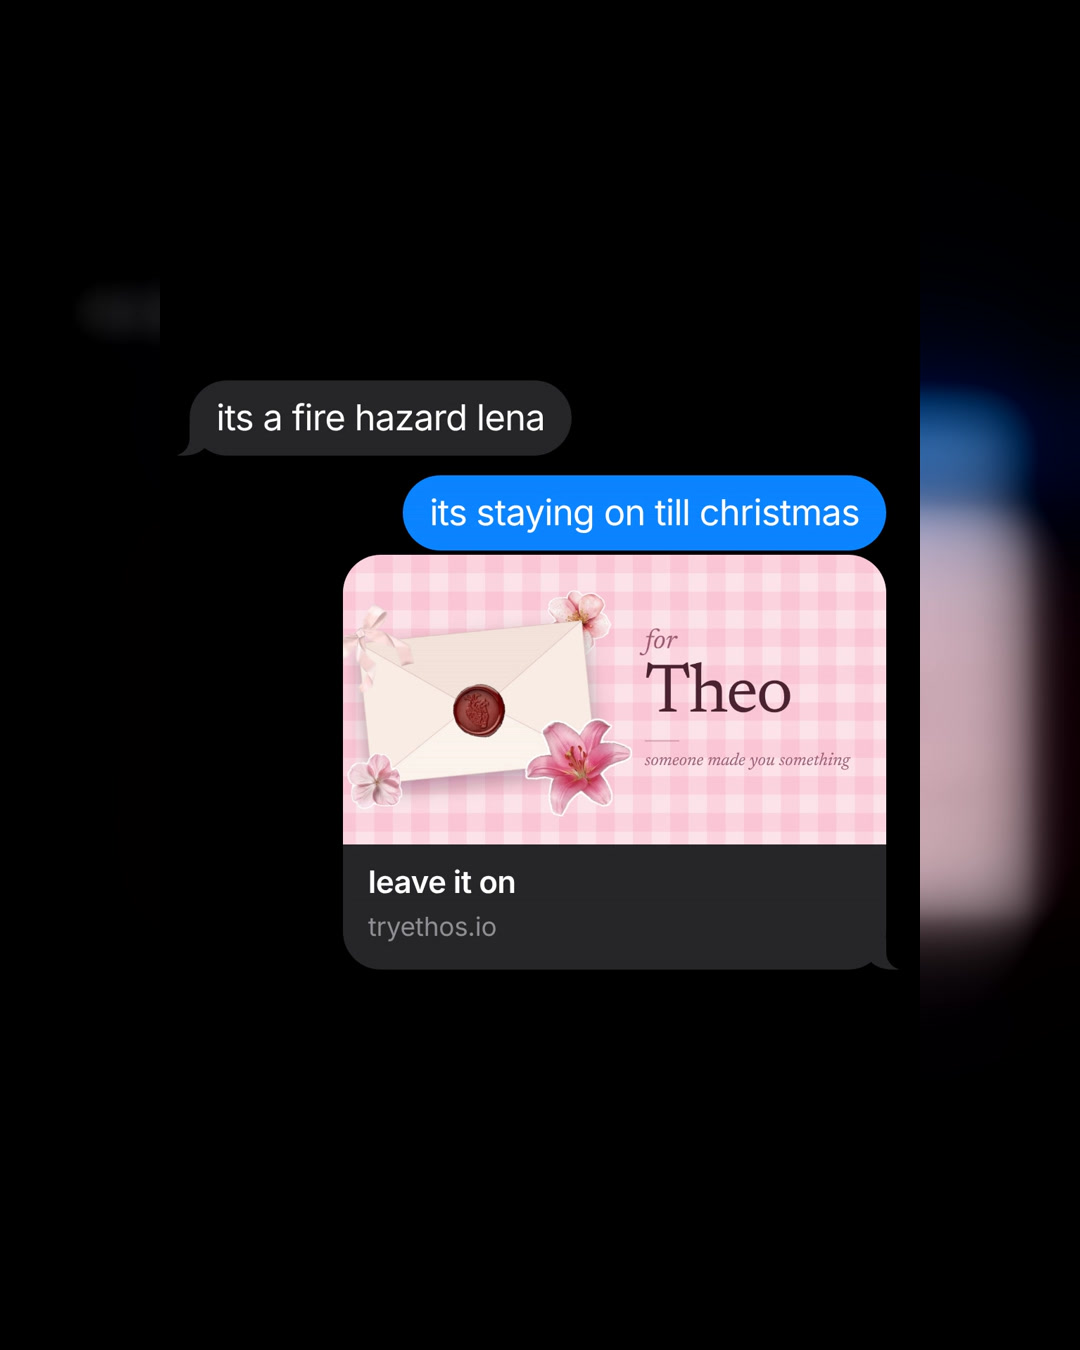 its a fire hazard lena
its staying on till christmas
for
Theo
someone made you something
leave it on
tryethos.io